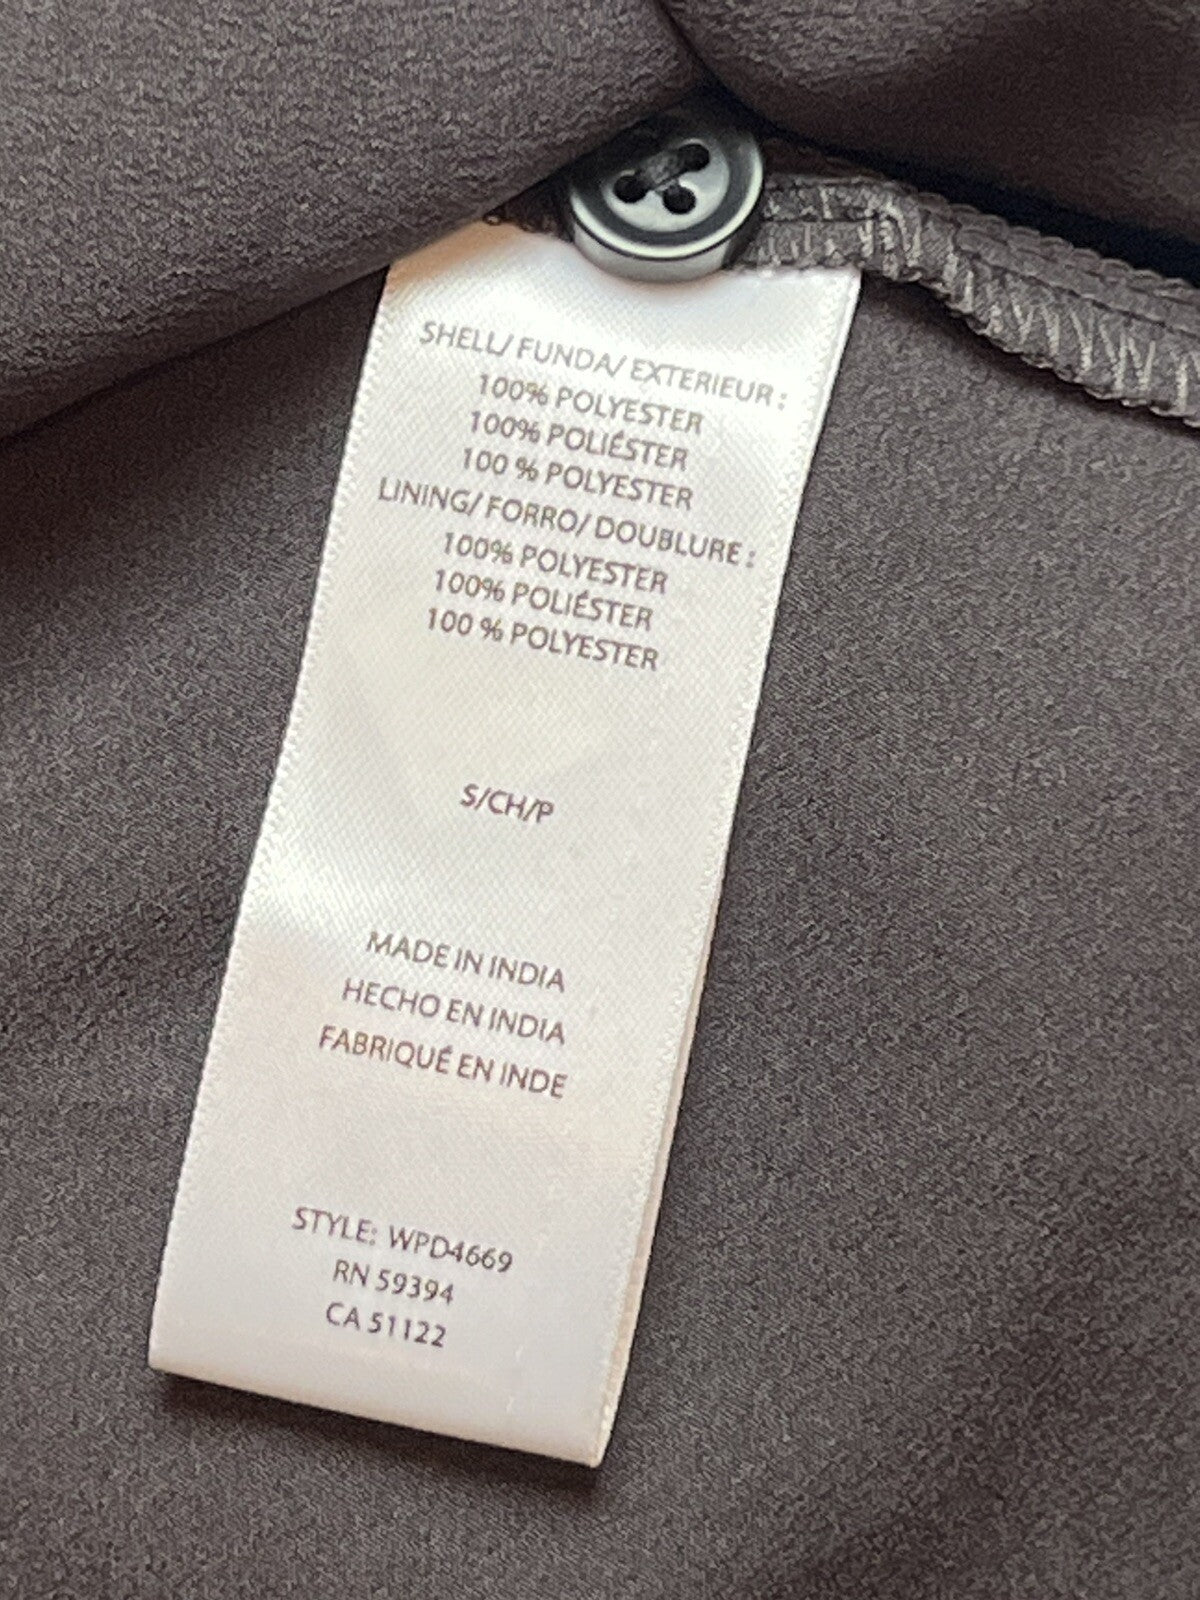 SHELL/ FUNDA/ EXTERIEUR :
100% POLYESTER
100% POLIÉSTER
100 % POLYESTER
LINING/ FORRO/ DOUBLURE :
100% POLYESTER
100% POLIÉSTER
100 % POLYESTER
S/CH/P
MADE IN INDIA
HECHO EN INDIA
FABRIQUÉ EN INDE
STYLE: WPD4669
RN 59394
CA 51122